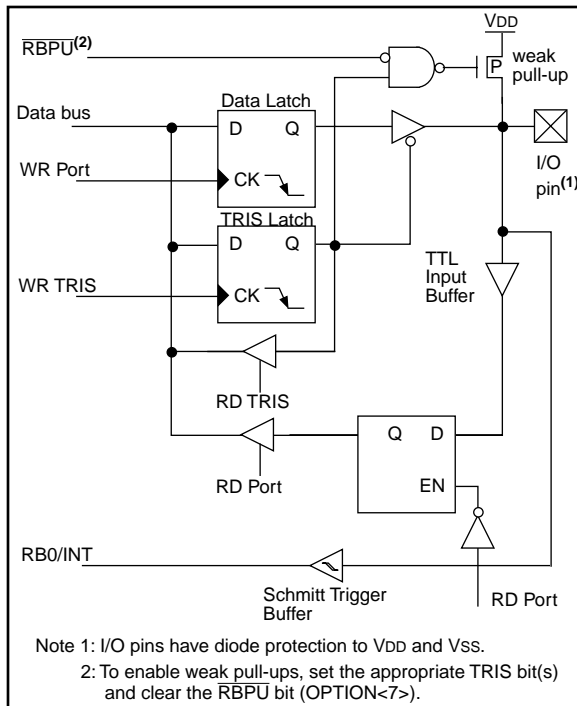 VDD
RBPU(2)
P
weak
pull-up
Data Latch
Data bus
D
Q
I/O
pin(1)
WR Port
CK
TRIS Latch
D
Q
TTL
Input
Buffer
WR TRIS
CK
RD TRIS
Q
D
RD Port
EN
RB0/INT
Schmitt Trigger
Buffer
RD Port
Note 1: I/O pins have diode protection to VDD and VSS.
2: To enable weak pull-ups, set the appropriate TRIS bit(s)
and clear the RBPU bit (OPTION<7>).